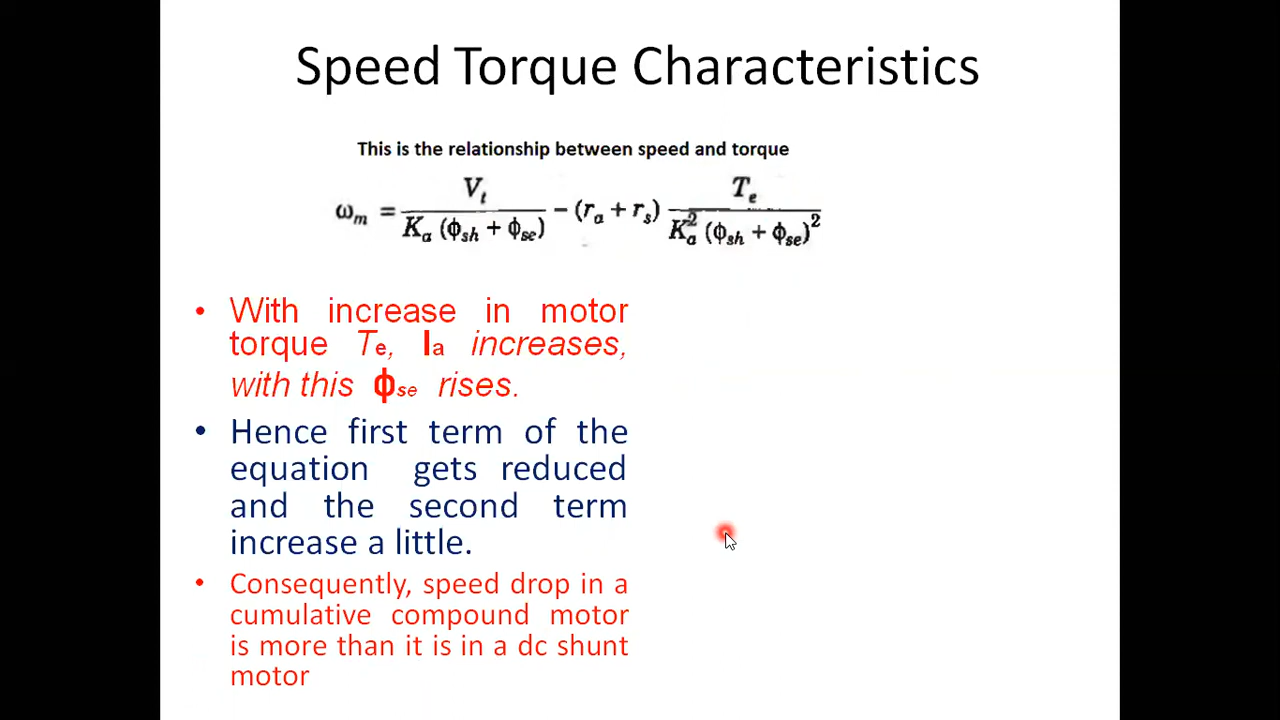 Speed Torque Characteristics
This is the relationship between speed and torque
ωₘ = Vₜ / Kₐ (ϕₛₕ + ϕₛₑ) − (rₐ + rₛ) Tₑ / Kₐ² (ϕₛₕ + ϕₛₑ)²
• With increase in motor
torque Te, Ia increases,
with this ϕse rises.
• Hence first term of the
equation gets reduced
and the second term
increase a little.
• Consequently, speed drop in a
cumulative compound motor
is more than it is in a dc shunt
motor